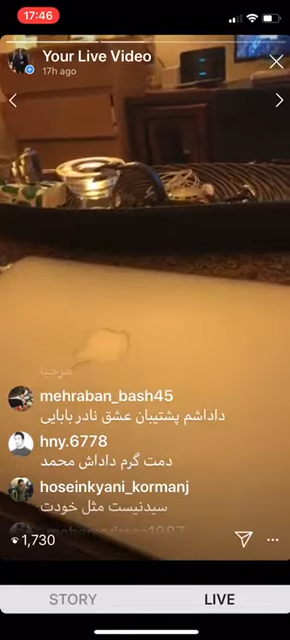 17:46
Your Live Video
17h ago
مرحبا
mehraban_bash45
داداشم پشتیبان عشق نادر بابایی
hny.6778
دمت گرم داداش محمد
hoseinkyani_kormanj
سیدنیست مثل خودت
1,730
STORY LIVE